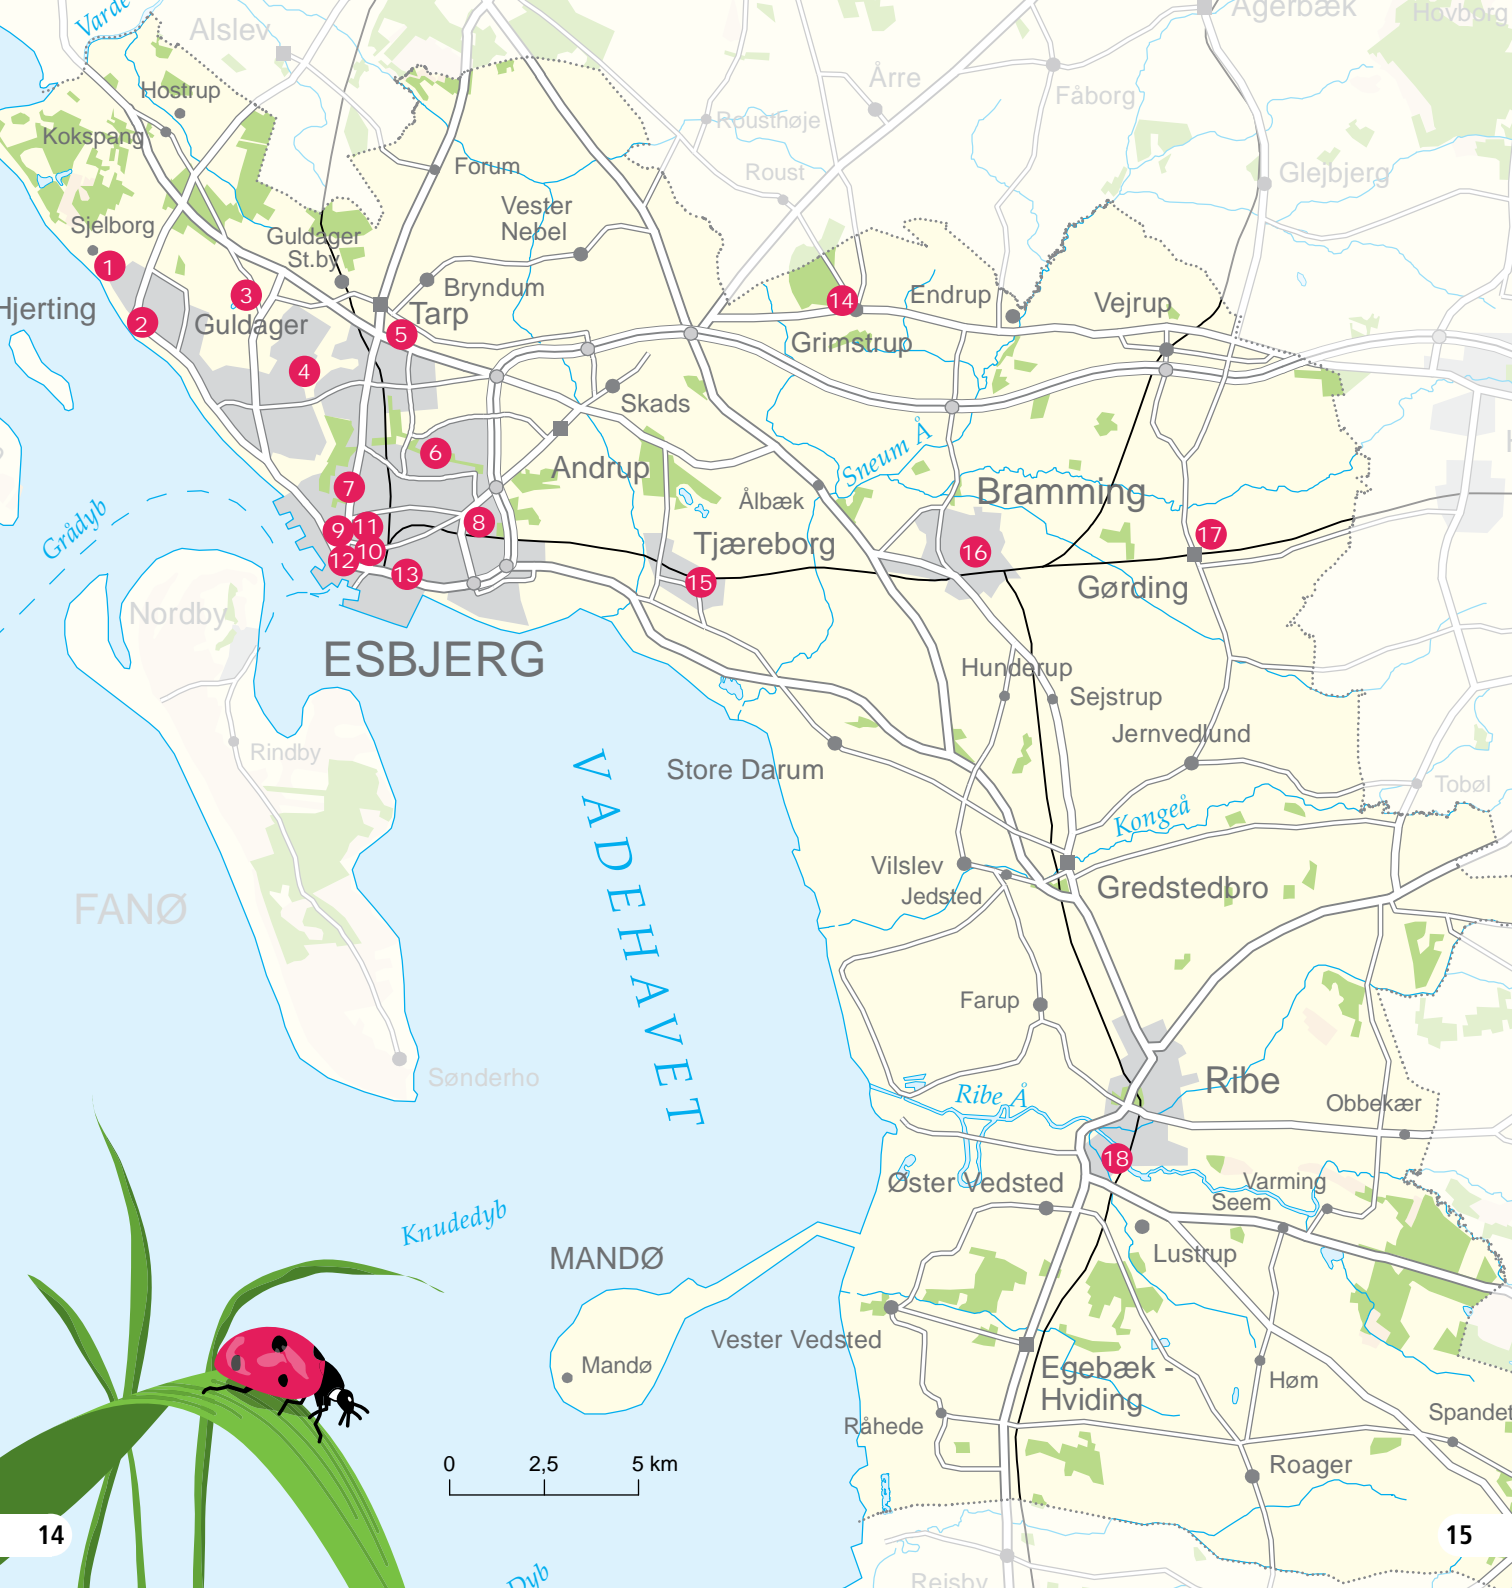 Varde
Alslev
Agerbæk
Hovborg
Årre
Fåborg
Hostrup
Rousthøje
Kokspang
Forum
Roust
Glejbjerg
Sjelborg
Vester
Nebel
Guldager
St.by
1
Bryndum
Endrup
Vejrup
Hjerting
3
14
2
Guldager
Tarp
5
Grimstrup
4
Skads
Sneum Å
6
Andrup
Bramming
7
Ålbæk
Grådyb
9
11
8
Tjæreborg
17
12
10
16
13
15
Gørding
Nordby
ESBJERG
Hunderup
Sejstrup
Rindby
Jernvedlund
Store Darum
VADEHAVET
Tobøl
Kongeå
Vilslev
Jedsted
Gredstedbro
FANØ
Farup
Sønderho
Ribe
Ribe Å
Obbekær
18
Øster Vedsted
Varming
Seem
Knudedyb
MANDØ
Lustrup
Vester Vedsted
Mandø
Egebæk -
Hviding
Høm
Råhede
Spandet
0
2,5
5 km
Roager
14
15
Dyb
Rejsby